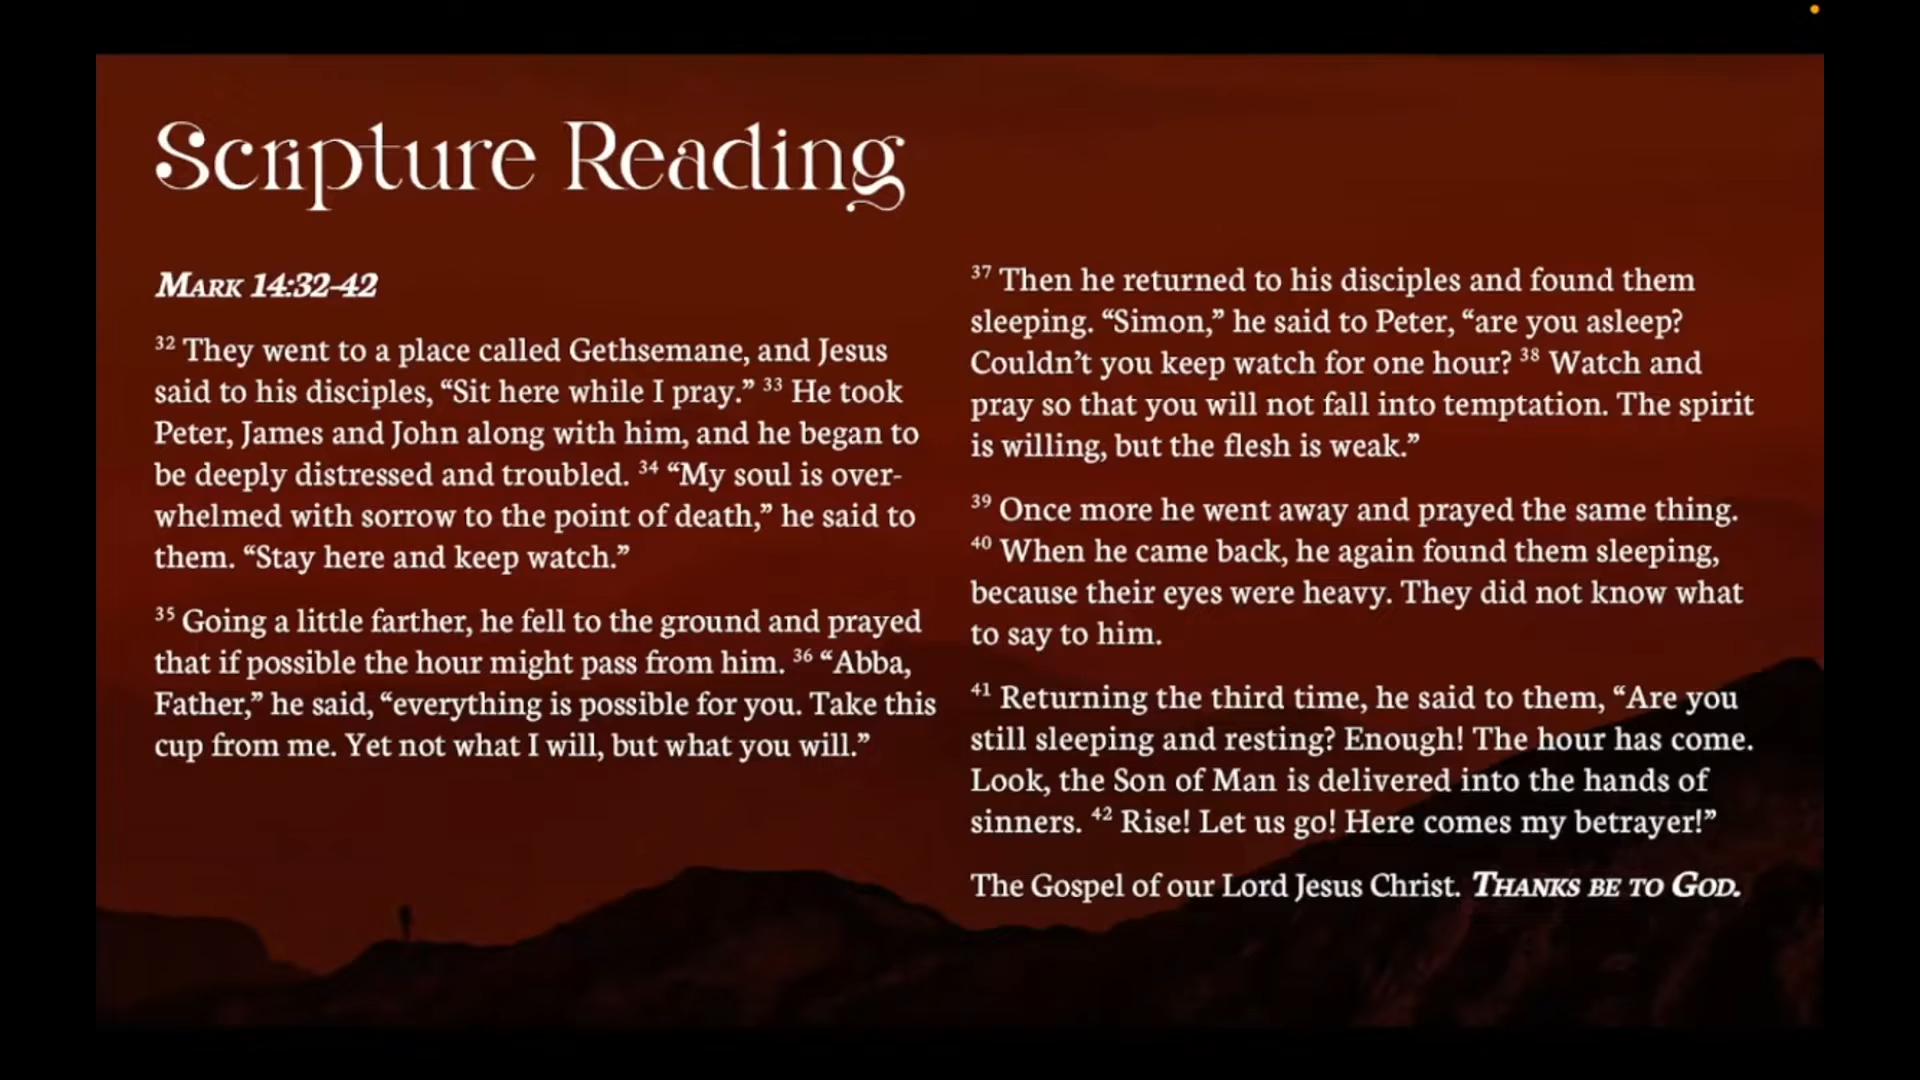 Scripture Reading
Mark 14:32-42
32 They went to a place called Gethsemane, and Jesus
said to his disciples, “Sit here while I pray.” 33 He took
Peter, James and John along with him, and he began to
be deeply distressed and troubled. 34 “My soul is over-
whelmed with sorrow to the point of death,” he said to
them. “Stay here and keep watch.”
35 Going a little farther, he fell to the ground and prayed
that if possible the hour might pass from him. 36 “Abba,
Father,” he said, “everything is possible for you. Take this
cup from me. Yet not what I will, but what you will.”
37 Then he returned to his disciples and found them
sleeping. “Simon,” he said to Peter, “are you asleep?
Couldn’t you keep watch for one hour? 38 Watch and
pray so that you will not fall into temptation. The spirit
is willing, but the flesh is weak.”
39 Once more he went away and prayed the same thing.
40 When he came back, he again found them sleeping,
because their eyes were heavy. They did not know what
to say to him.
41 Returning the third time, he said to them, “Are you
still sleeping and resting? Enough! The hour has come.
Look, the Son of Man is delivered into the hands of
sinners. 42 Rise! Let us go! Here comes my betrayer!”
The Gospel of our Lord Jesus Christ. Thanks be to God.